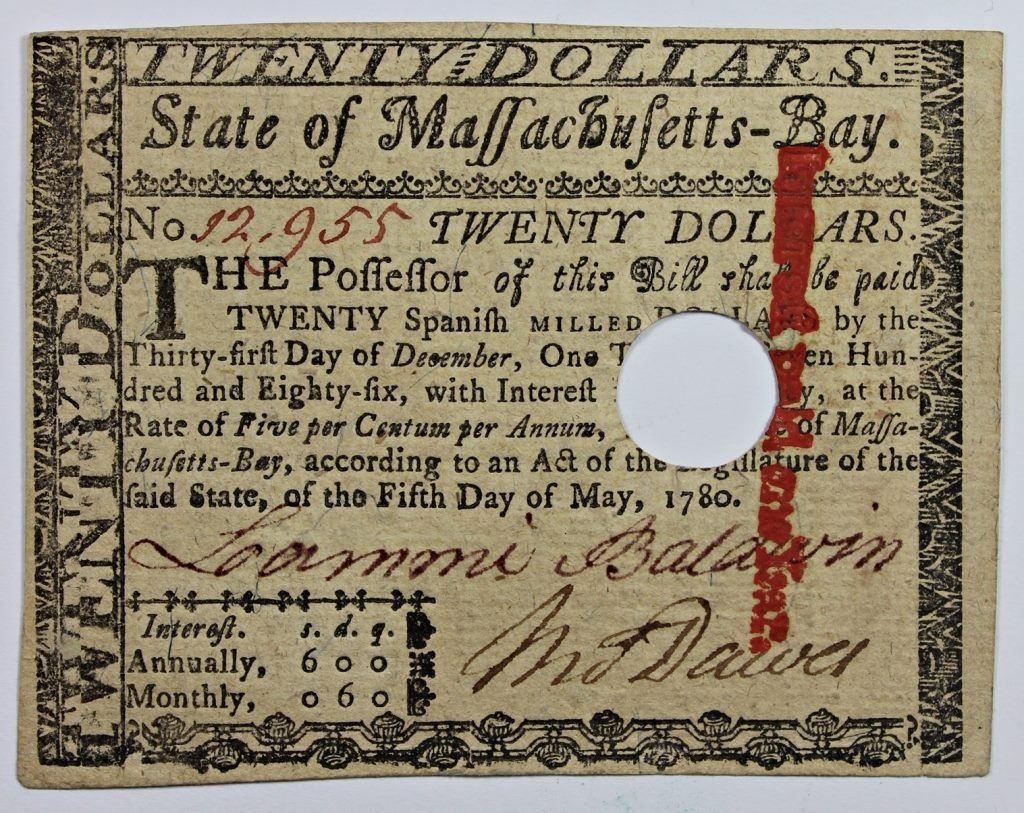 TWENTY DOLLARS.
State of Maſſachuſetts-Bay.
No. 12,955 TWENTY DOLLARS.
THE Poſſeſſor of this Bill shall be paid
TWENTY Spaniſh MILLED DOLLARS by the
Thirty-firſt Day of December, One Hun-
dred and Eighty-ſix, with Intereſt at the
Rate of Five per Centum per Annum, of Maſſa-
chuſetts-Bay, according to an Act of the Legiſlature of the
ſaid State, of the Fifth Day of May, 1780.
Loammi Baldwin
Intereſt. s. d. q.
Annually, 6 0 0
Monthly, 0 6 0
Dawes
TWENTY DOLLARS